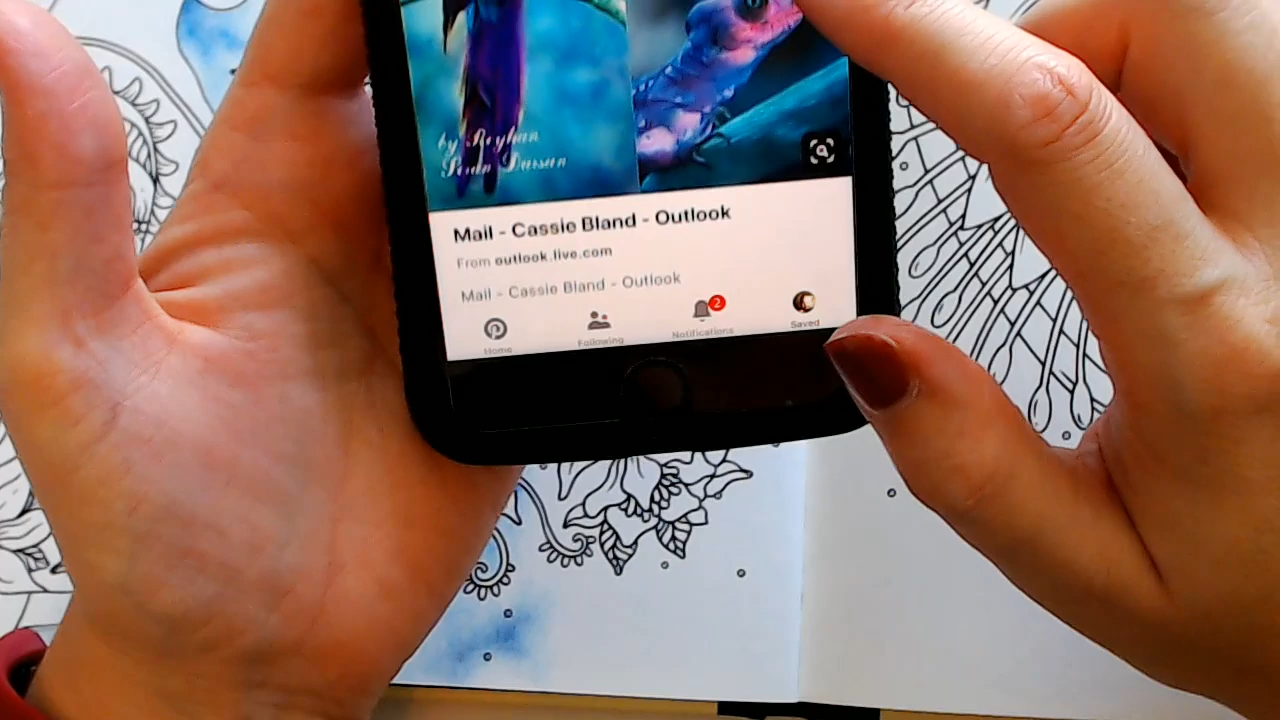 by Reyhan
Mail - Cassie Bland - Outlook
From outlook.live.com
Mail - Cassie Bland - Outlook
2
Home
Following
Notifications
Saved